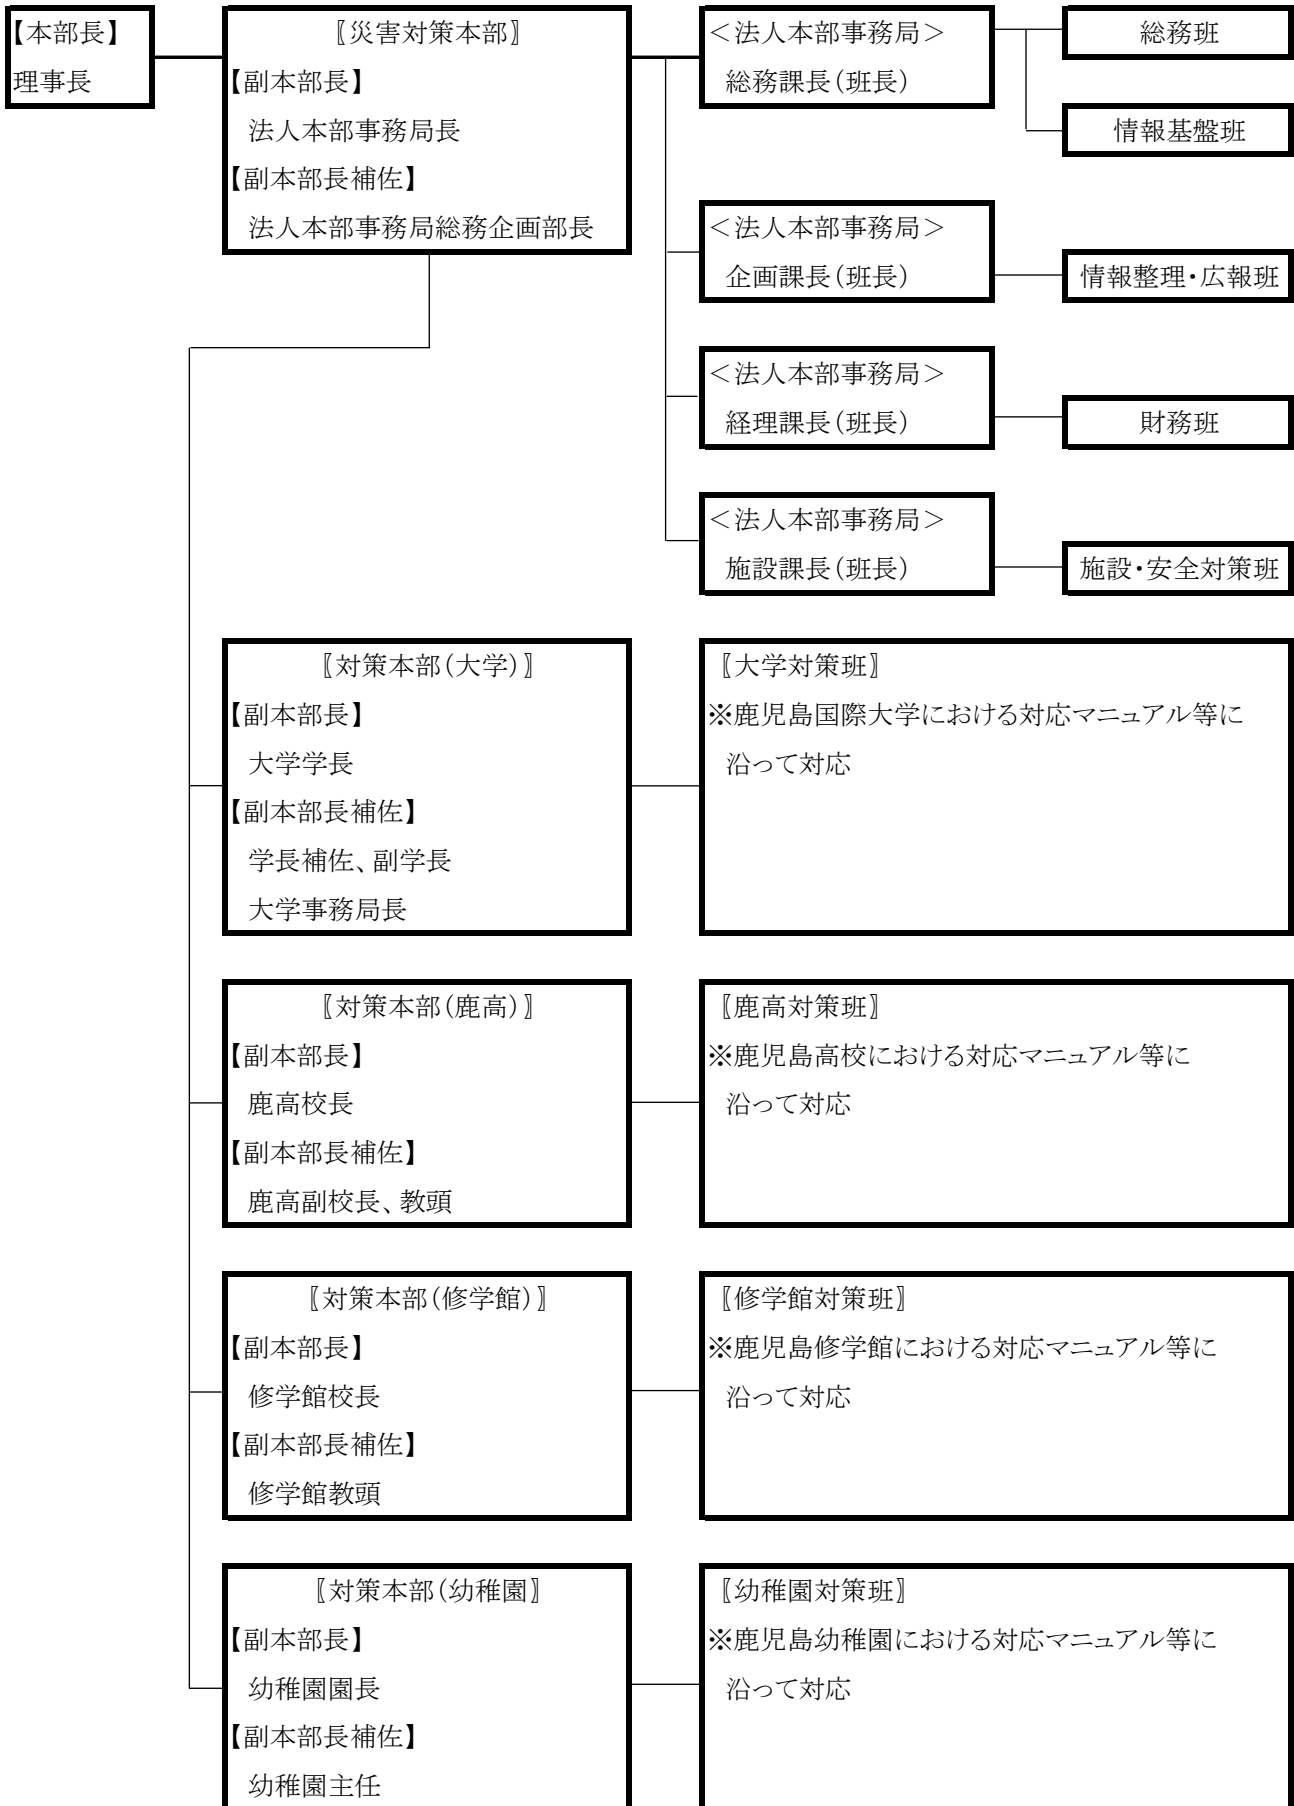 【本部長】
理事長
〖災害対策本部〗
【副本部長】
法人本部事務局長
【副本部長補佐】
法人本部事務局総務企画部長
＜法人本部事務局＞
総務課長（班長）
総務班
情報基盤班
＜法人本部事務局＞
企画課長（班長）
情報整理・広報班
＜法人本部事務局＞
経理課長（班長）
財務班
＜法人本部事務局＞
施設課長（班長）
施設・安全対策班
〖対策本部（大学）〗
【副本部長】
大学学長
【副本部長補佐】
学長補佐、副学長
大学事務局長
〖大学対策班〗
※鹿児島国際大学における対応マニュアル等に
沿って対応
〖対策本部（鹿高）〗
【副本部長】
鹿高校長
【副本部長補佐】
鹿高副校長、教頭
〖鹿高対策班〗
※鹿児島高校における対応マニュアル等に
沿って対応
〖対策本部（修学館）〗
【副本部長】
修学館校長
【副本部長補佐】
修学館教頭
〖修学館対策班〗
※鹿児島修学館における対応マニュアル等に
沿って対応
〖対策本部（幼稚園〗
【副本部長】
幼稚園園長
【副本部長補佐】
幼稚園主任
〖幼稚園対策班〗
※鹿児島幼稚園における対応マニュアル等に
沿って対応